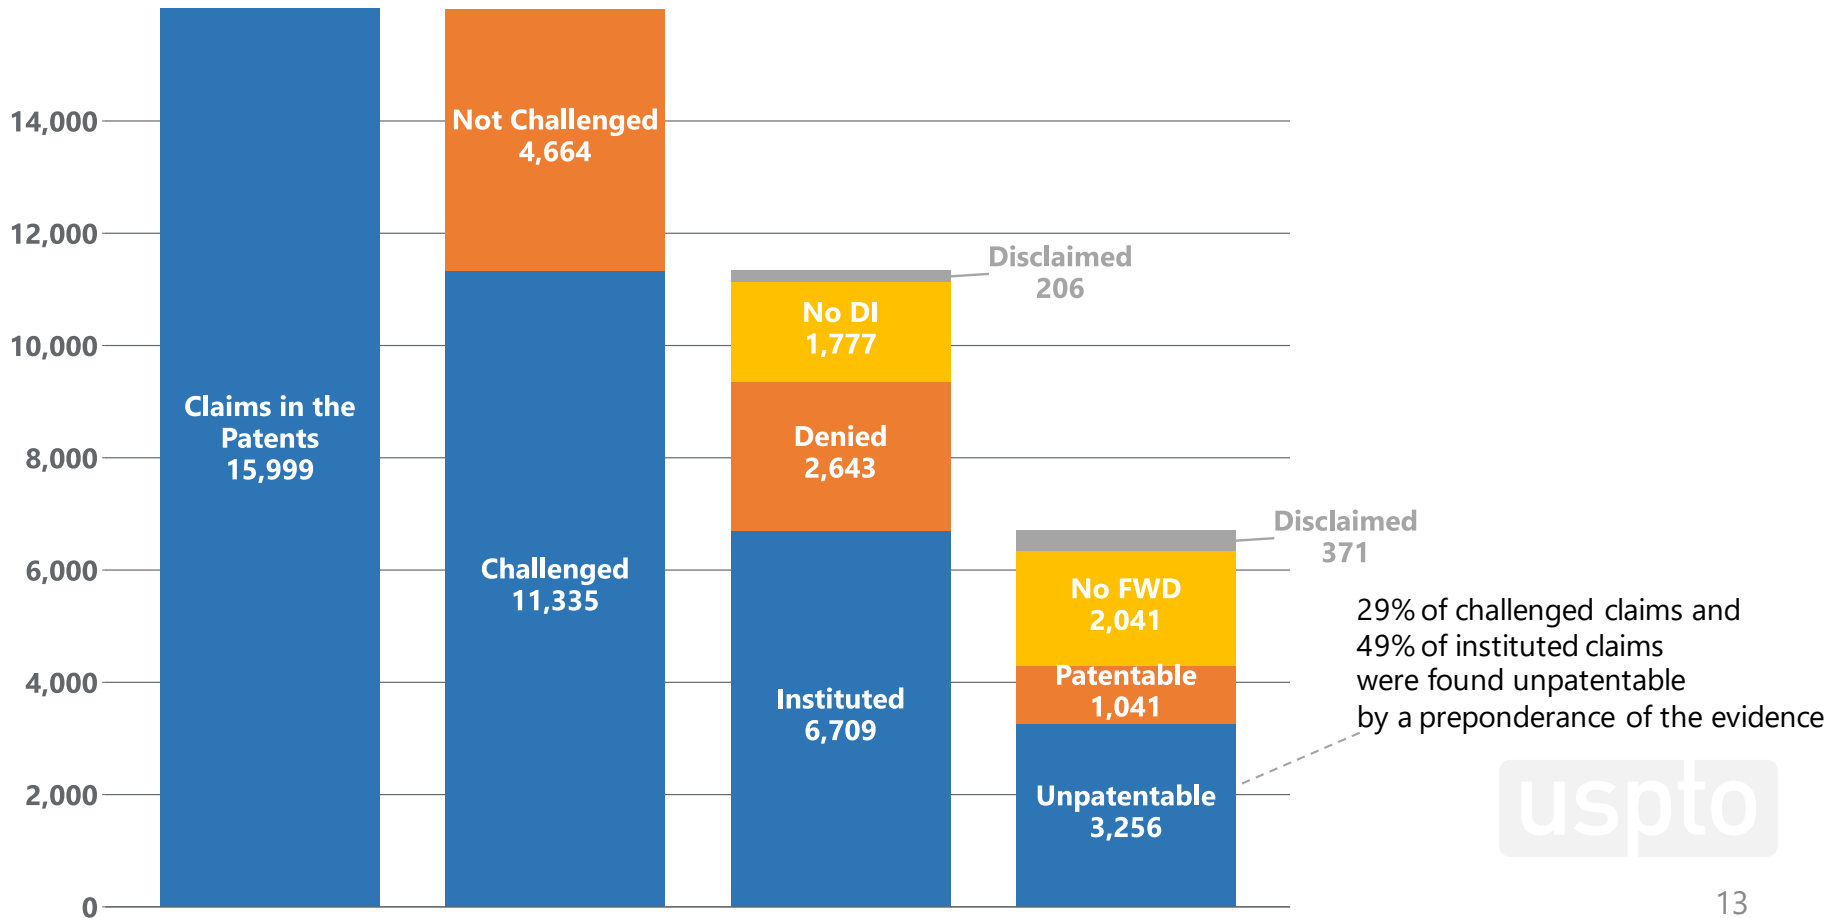 14,000
12,000
10,000
8,000
6,000
4,000
2,000
0
Claims in the
Patents
15,999
Not Challenged
4,664
Challenged
11,335
Disclaimed
206
No DI
1,777
Denied
2,643
Instituted
6,709
Disclaimed
371
No FWD
2,041
Patentable
1,041
Unpatentable
3,256
29% of challenged claims and
49% of instituted claims
were found unpatentable
by a preponderance of the evidence
uspto
13